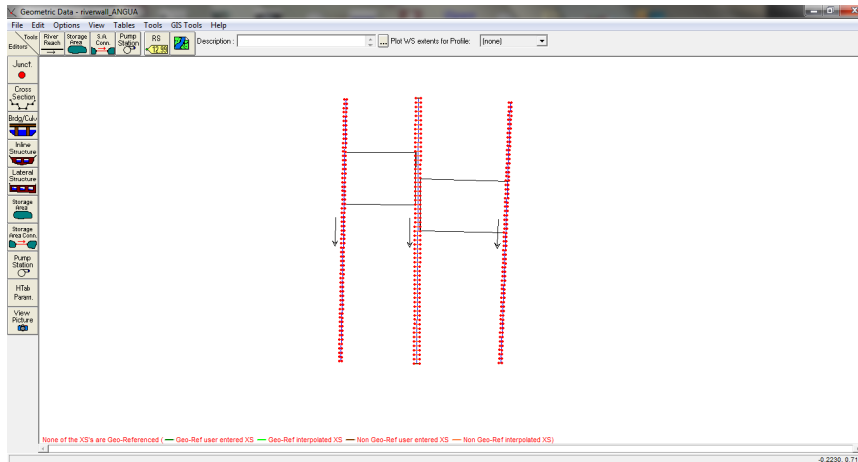 Geometric Data - riverwall_ANGUA
File Edit Options View Tables Tools GIS Tools Help
Tools
Editors
River
Reach
Storage
Area
S.A.
Conn.
Pump
Station
RS
Description :
... Plot WS extents for Profile: (none)
Junct.
Cross
Section
Brdg/Culv
Inline
Structure
Lateral
Structure
Storage
Area
Storage
Area Conn.
Pump
Station
HTab
Param.
View
Picture
None of the XS's are Geo-Referenced ( — Geo-Ref user entered XS — Geo-Ref interpolated XS — Non Geo-Ref user entered XS — Non Geo-Ref interpolated XS)